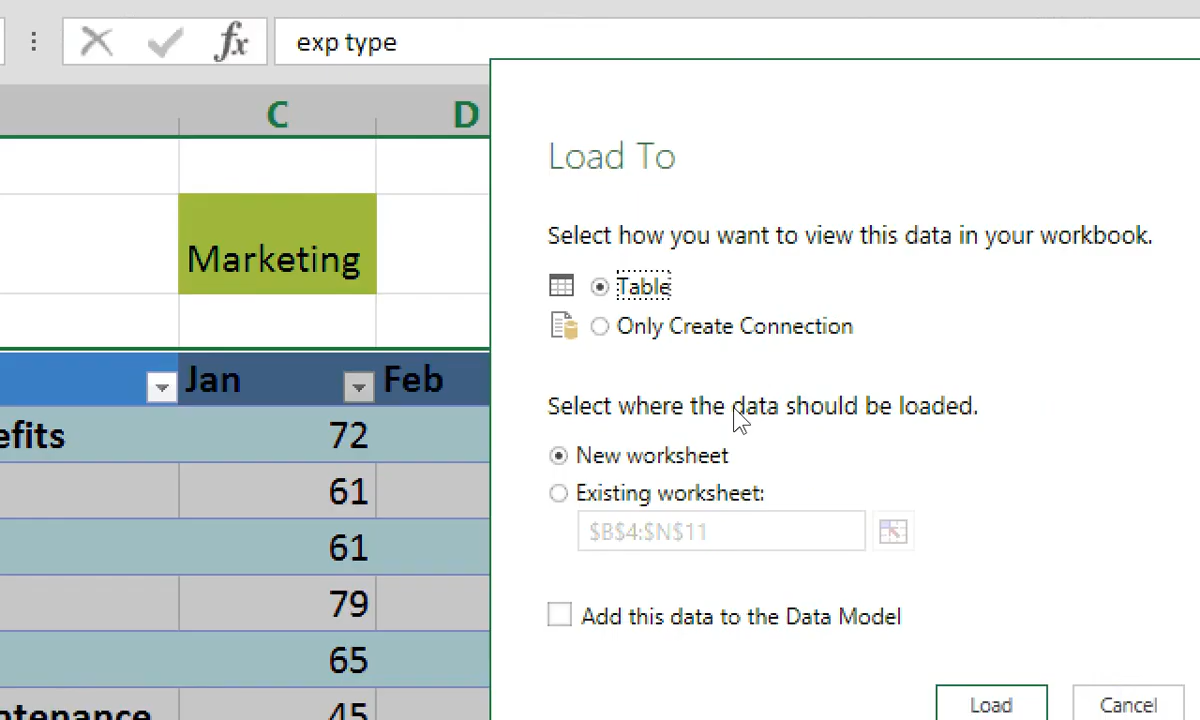 fx exp type
C D
Load To
Select how you want to view this data in your workbook.
Marketing
Table
Only Create Connection
Jan Feb
Select where the data should be loaded.
efits 72
New worksheet
61
Existing worksheet:
$B$4:$N$11
61
79
Add this data to the Data Model
65
ntenance 45
Load Cancel